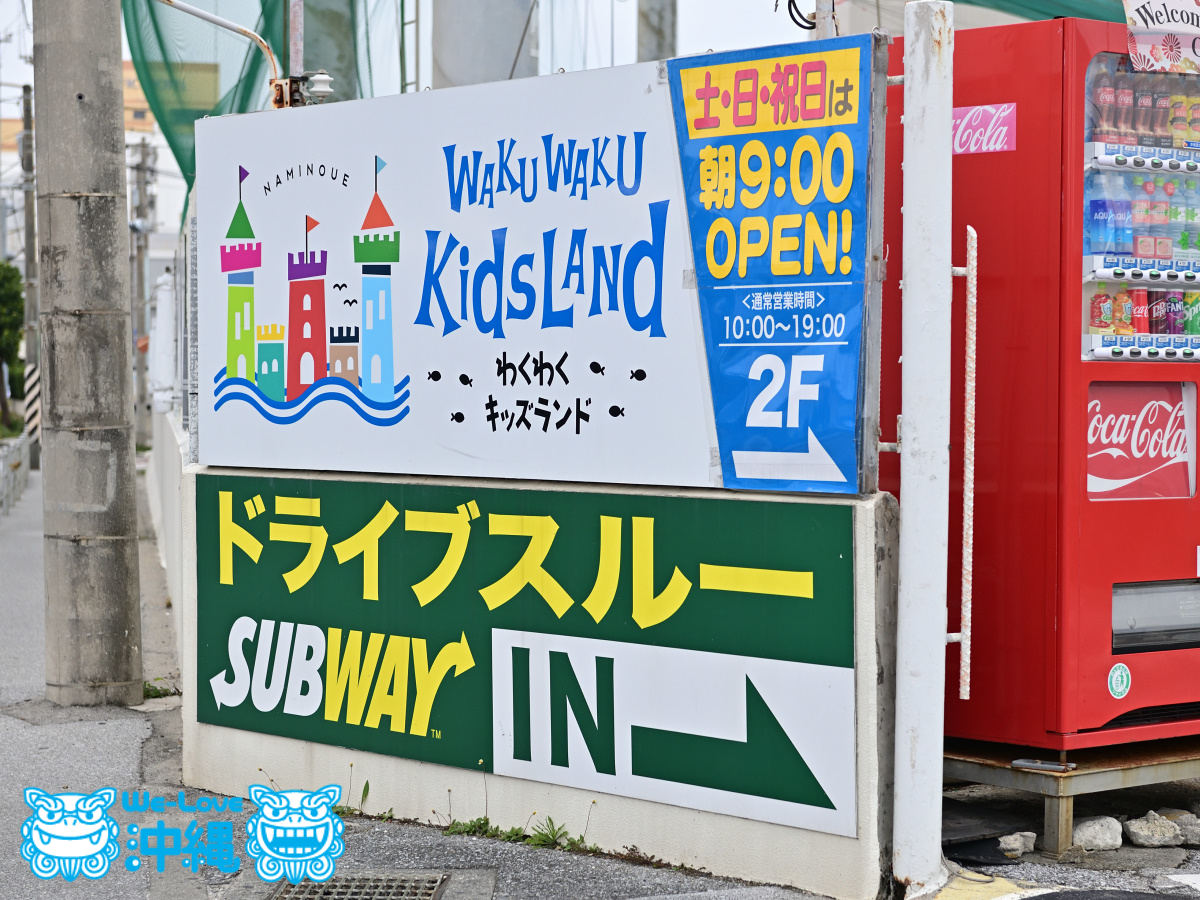 NAMINOUE
WAKU WAKU
KidsLANd
わくわく
キッズランド
土・日・祝日は
朝9:00
OPEN!
<通常営業時間>
10:00~19:00
2F
ドライブスルー
SUBWAY
TM
IN
Welcom
Coca-Cola
Coca-Cola
We-Love
沖縄